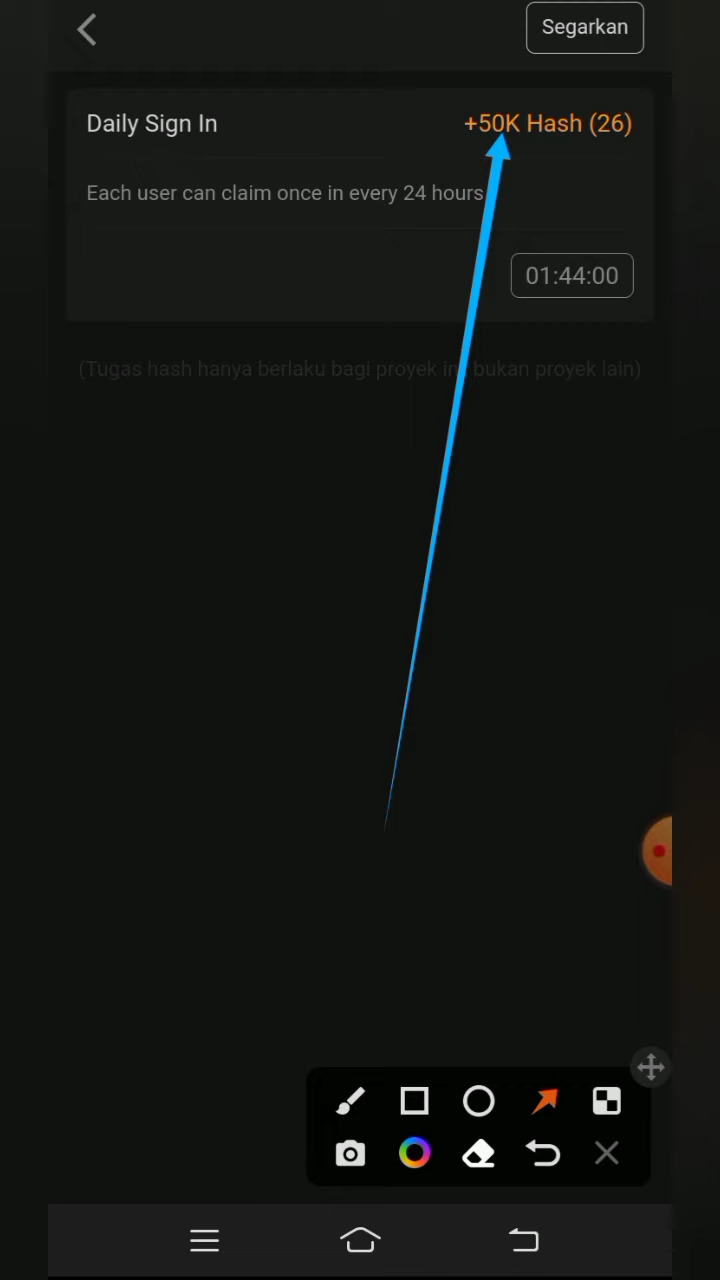 Segarkan
Daily Sign In
+50K Hash (26)
Each user can claim once in every 24 hours
01:44:00
(Tugas hash hanya berlaku bagi proyek ini bukan proyek lain)